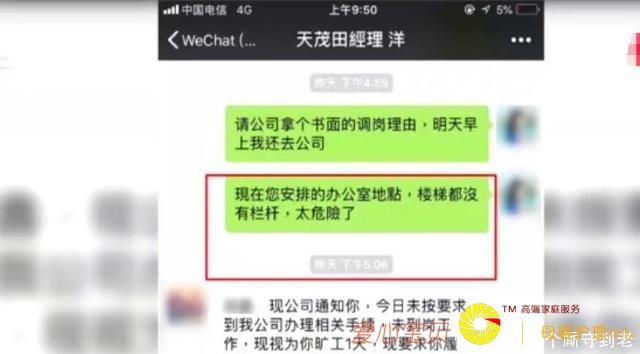 中国电信 4G 上午9:50 5%
WeChat (... 天茂田經理 洋 •••
昨天 下午4:59
请公司拿个书面的调岗理由，明天早
上我还去公司
現在您安排的办公室地點，楼梯都沒
有栏杆，太危險了
昨天 下午5:06
现公司通知你，今日未按要求
到我公司办理相关手续，未到岗工
作，现视为你旷工1天，现要求你履
TM 高端家庭服务
厮守到老